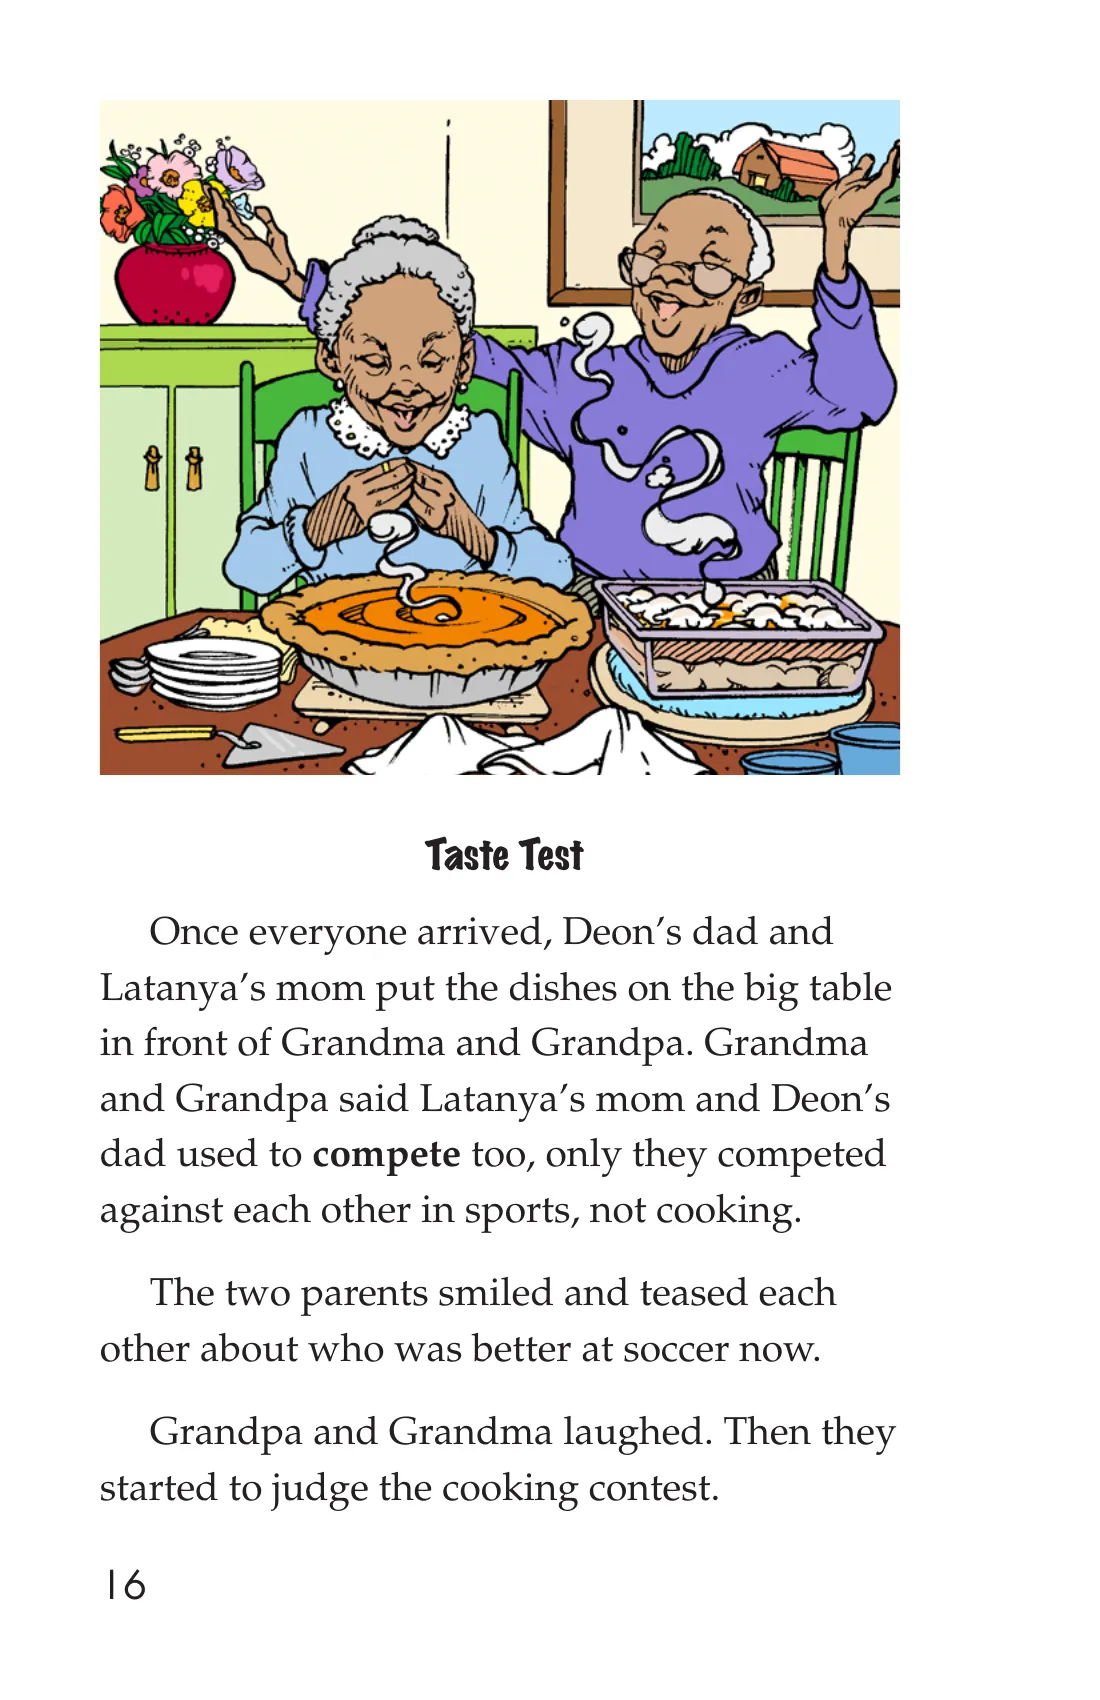 Taste Test
Once everyone arrived, Deon’s dad and
Latanya’s mom put the dishes on the big table
in front of Grandma and Grandpa. Grandma
and Grandpa said Latanya’s mom and Deon’s
dad used to compete too, only they competed
against each other in sports, not cooking.
The two parents smiled and teased each
other about who was better at soccer now.
Grandpa and Grandma laughed. Then they
started to judge the cooking contest.
16